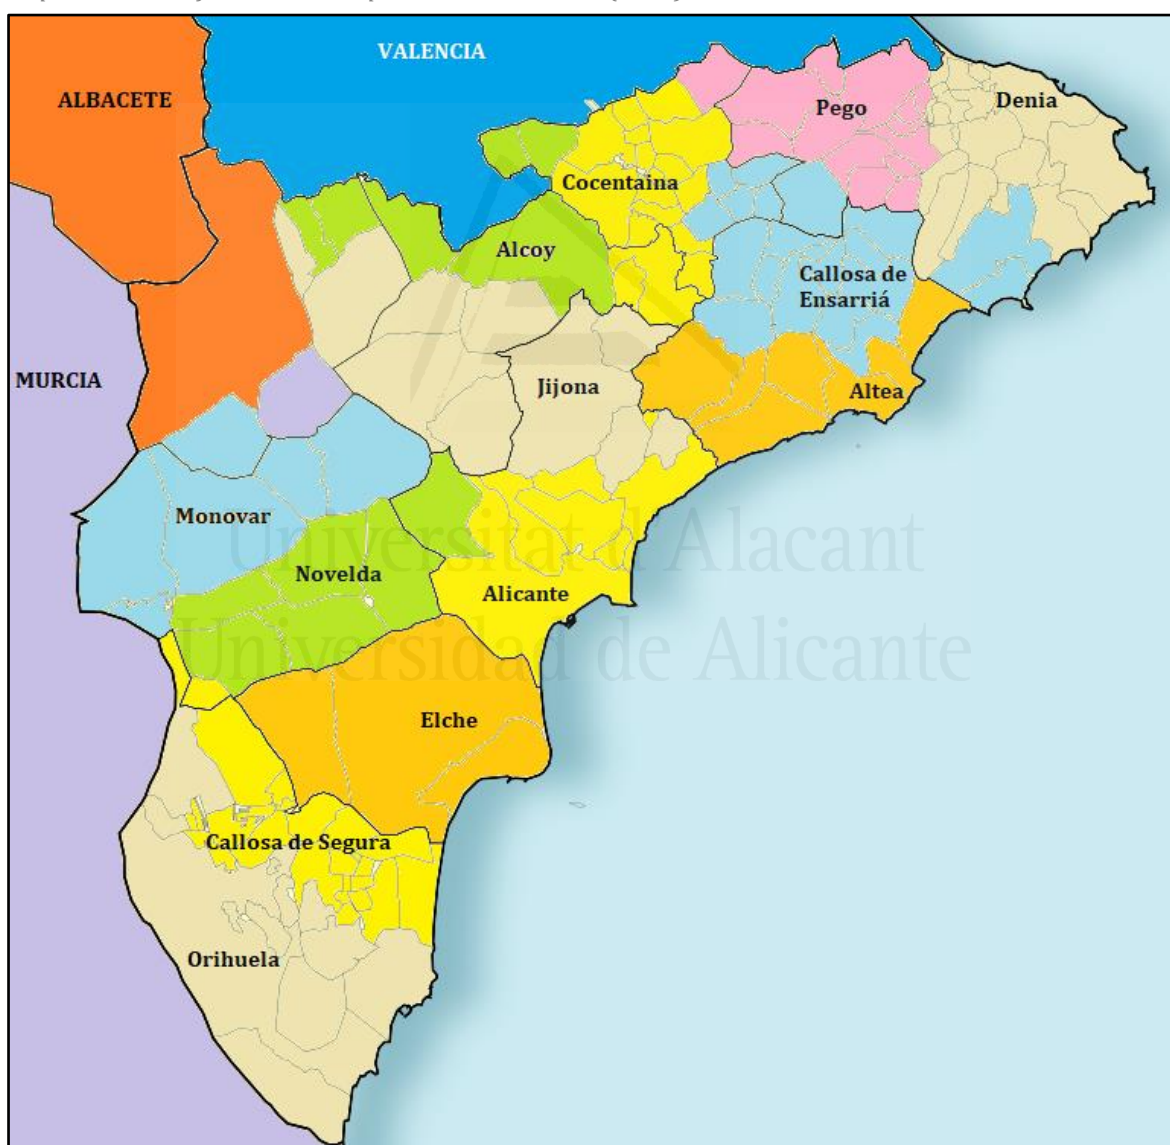 VALENCIA
ALBACETE
Pego
Denia
Cocentaina
Alcoy
Callosa de
Ensarriá
MURCIA
Jijona
Altea
Monovar
Universitat d'Alacant
Novelda
Alicante
Universidad de Alicante
Elche
Callosa de Segura
Orihuela